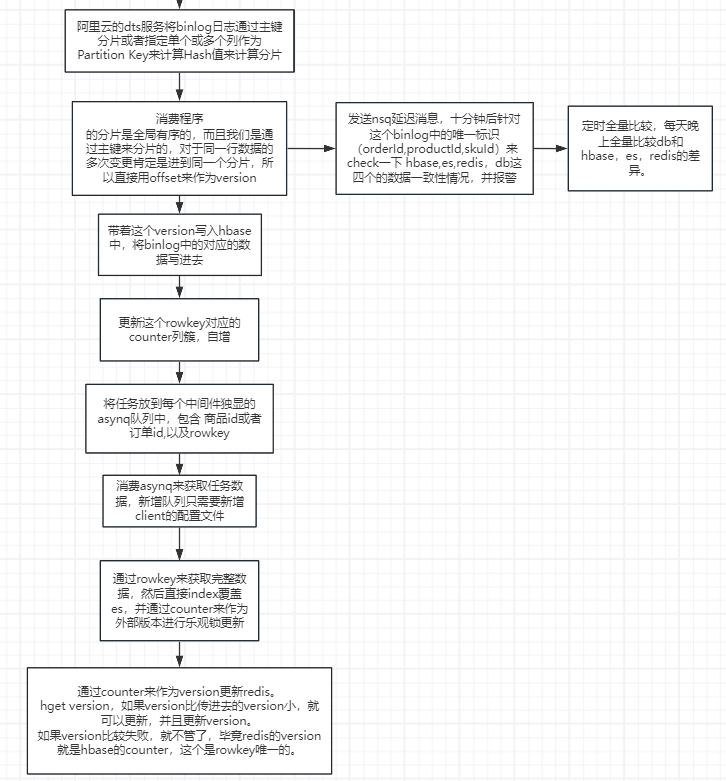 阿里云的dts服务将binlog日志通过主键
分片或者指定单个或多个列作为
Partition Key来计算Hash值来计算分片
消费程序
的分片是全局有序的，而且我们是通
过主键来分片的，对于同一行数据的
多次变更肯定是进到同一个分片，所
以直接用offset来作为version
发送nsq延迟消息，十分钟后针对
这个binlog中的唯一标识
（orderId,productId,skuId）来
check一下 hbase,es,redis，db这
四个的数据一致性情况，并报警
定时全量比较，每天晚
上全量比较db和
hbase，es，redis的差
异。
带着这个version写入hbase
中，将binlog中的对应的数
据写进去
更新这个rowkey对应的
counter列簇，自增
将任务放到每个中间件独显的
asynq队列中，包含 商品id或者
订单id,以及rowkey
消费asynq来获取任务数
据，新增队列只需要新增
client的配置文件
通过rowkey来获取完整数
据，然后直接index覆盖
es，并通过counter来作为
外部版本进行乐观锁更新
通过counter来作为version更新redis。
hget version，如果version比传进去的version小，就
可以更新，并且更新version。
如果version比较失败，就不管了，毕竟redis的version
就是hbase的counter，这个是rowkey唯一的。